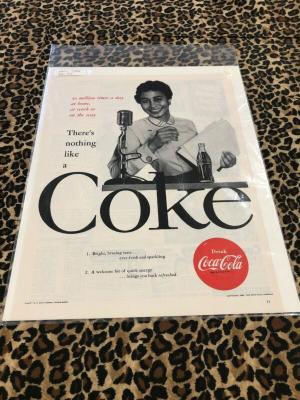 50 million times a day
at home,
at work or
on the way
There's
nothing
like
a
Coke
1. Bright, bracing taste...
ever-fresh and sparkling.
2. A welcome bit of quick energy
...brings you back refreshed.
Drink
Coca-Cola